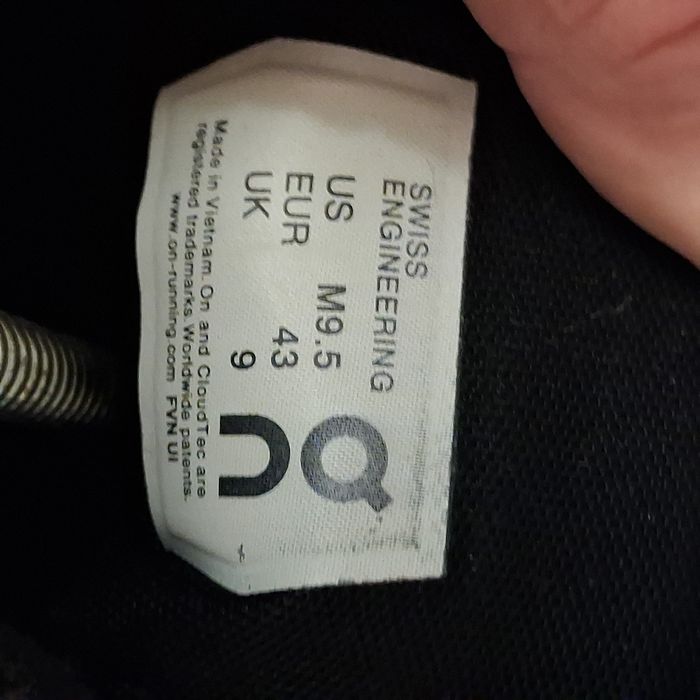 SWISS
ENGINEERING
US M9.5
EUR 43
UK 9
On
Made in Vietnam. On and CloudTec are
registered trademarks. Worldwide patents.
www.on-running.com FVN UI